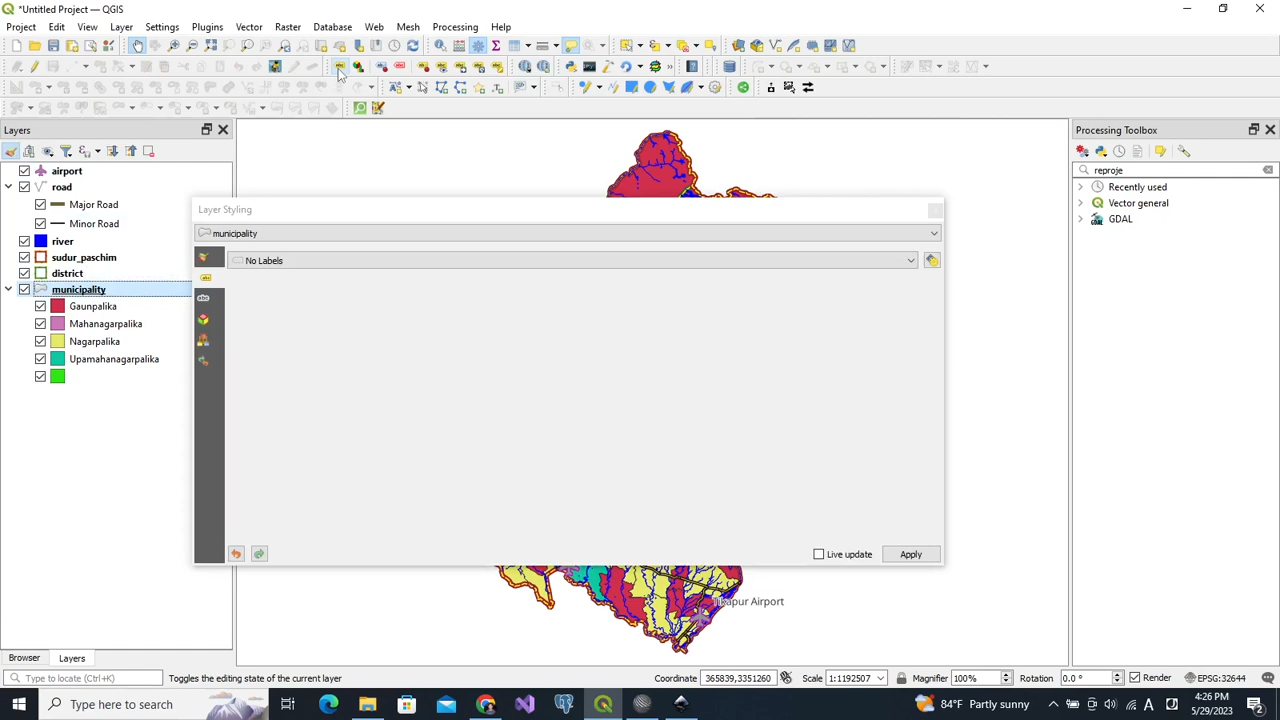 *Untitled Project — QGIS
Project Edit View Layer Settings Plugins Vector Raster Database Web Mesh Processing Help
Layers
airport
road
Major Road
Minor Road
river
sudur_paschim
district
municipality
Gaunpalika
Mahanagarpalika
Nagarpalika
Upamahanagarpalika
Layer Styling
municipality
No Labels
Live update
Apply
Tikapur Airport
Processing Toolbox
reproje
Recently used
Vector general
GDAL
Browser
Layers
Type to locate (Ctrl+K)
Toggles the editing state of the current layer
Coordinate 365839,3351260
Scale 1:1192507
Magnifier 100%
Rotation 0.0 °
Render
EPSG:32644
Type here to search
84°F Partly sunny
4:26 PM
5/29/2023
2